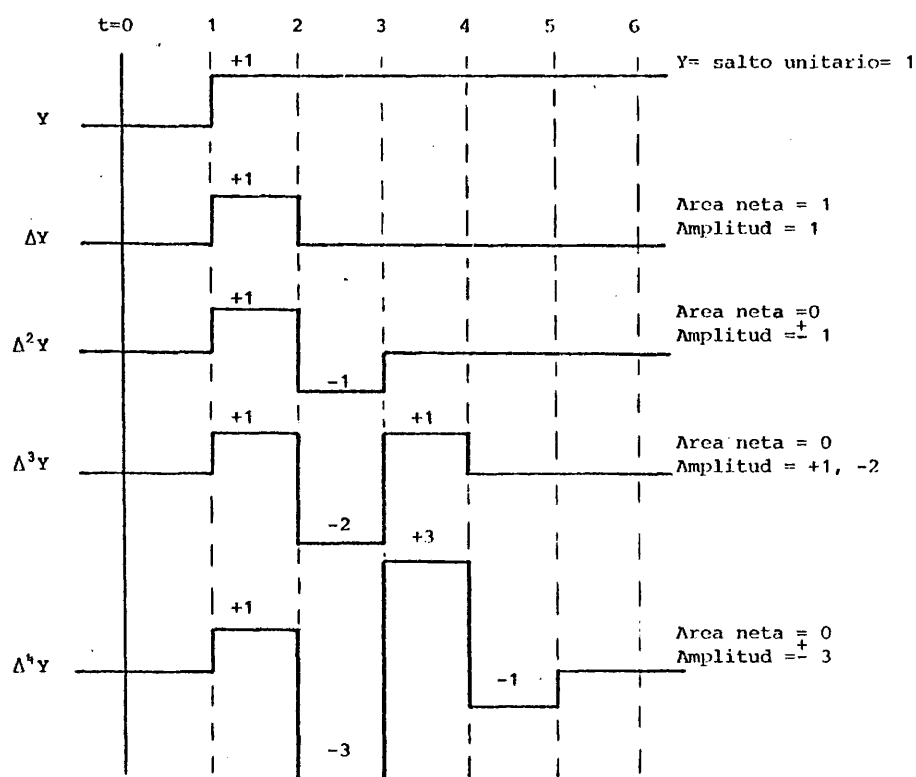 t=0 1 2 3 4 5 6
+1
Y= salto unitario= 1
Y
+1
Area neta = 1
Amplitud = 1
ΔY
+1
Area neta =0
Amplitud =± 1
Δ²Y
-1
+1 +1
Area neta = 0
Amplitud = +1, -2
Δ³Y
-2
+3
+1
Area neta = 0
Amplitud =± 3
Δ⁴Y
-1
-3